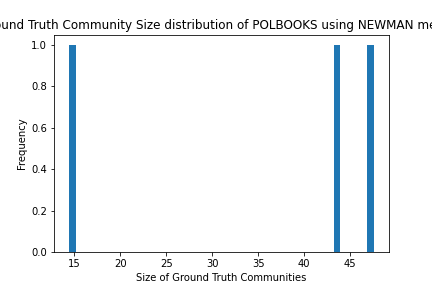 ound Truth Community Size distribution of POLBOOKS using NEWMAN me
1.0
0.8
0.6
0.4
0.2
0.0
Frequency
15 20 25 30 35 40 45
Size of Ground Truth Communities